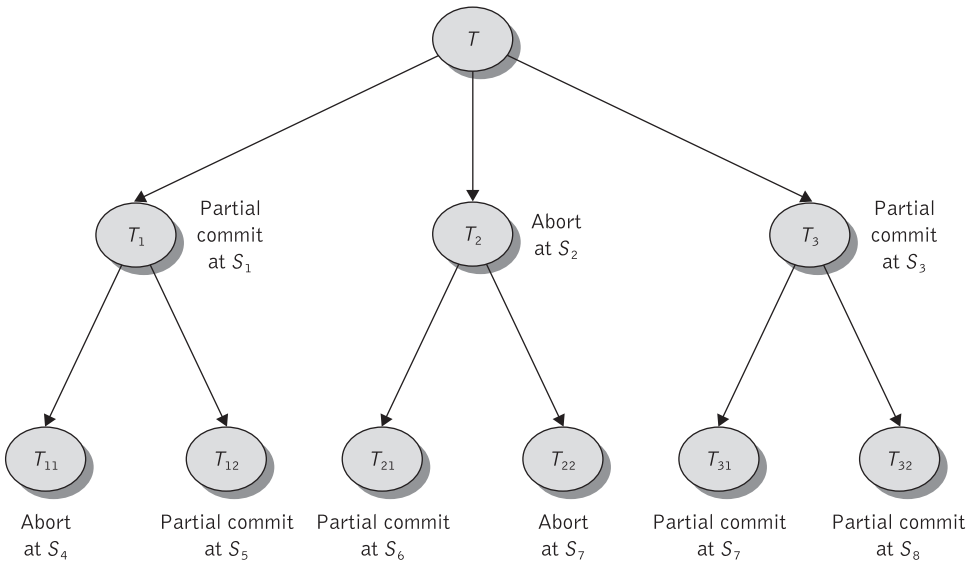 T
T₁
Partial
commit
at S₁
T₂
Abort
at S₂
T₃
Partial
commit
at S₃
T₁₁
T₁₂
T₂₁
T₂₂
T₃₁
T₃₂
Abort
at S₄
Partial commit
at S₅
Partial commit
at S₆
Abort
at S₇
Partial commit
at S₇
Partial commit
at S₈